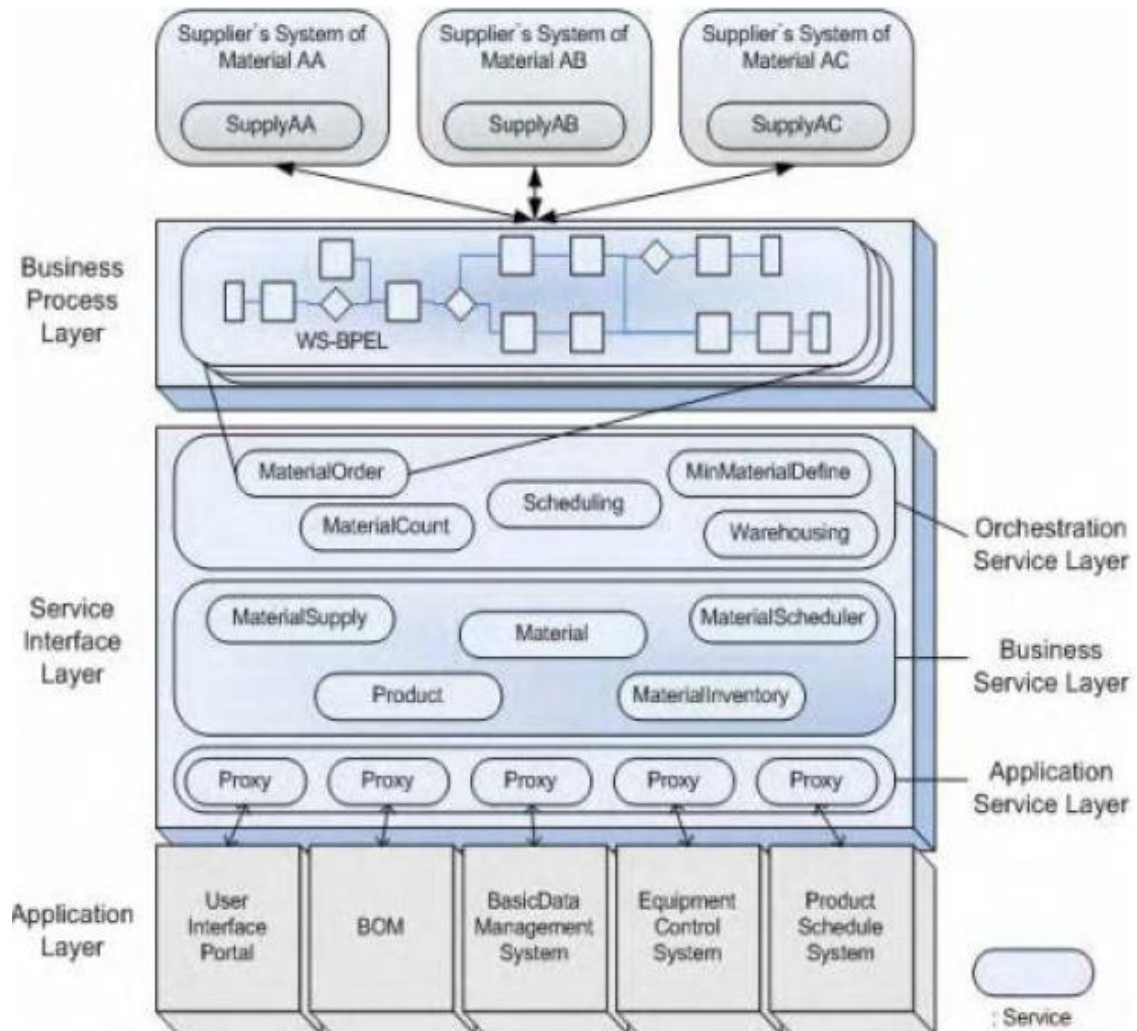 Supplier's System of
Material AA
SupplyAA
Supplier's System of
Material AB
SupplyAB
Supplier's System of
Material AC
SupplyAC
Business
Process
Layer
WS-BPEL
MaterialOrder
MinMaterialDefine
Scheduling
MaterialCount
Warehousing
Orchestration
Service Layer
Service
Interface
Layer
MaterialSupply
Material
MaterialScheduler
Product
MaterialInventory
Business
Service Layer
Proxy
Proxy
Proxy
Proxy
Proxy
Application
Service Layer
Application
Layer
User
Interface
Portal
BOM
BasicData
Management
System
Equipment
Control
System
Product
Schedule
System
: Service